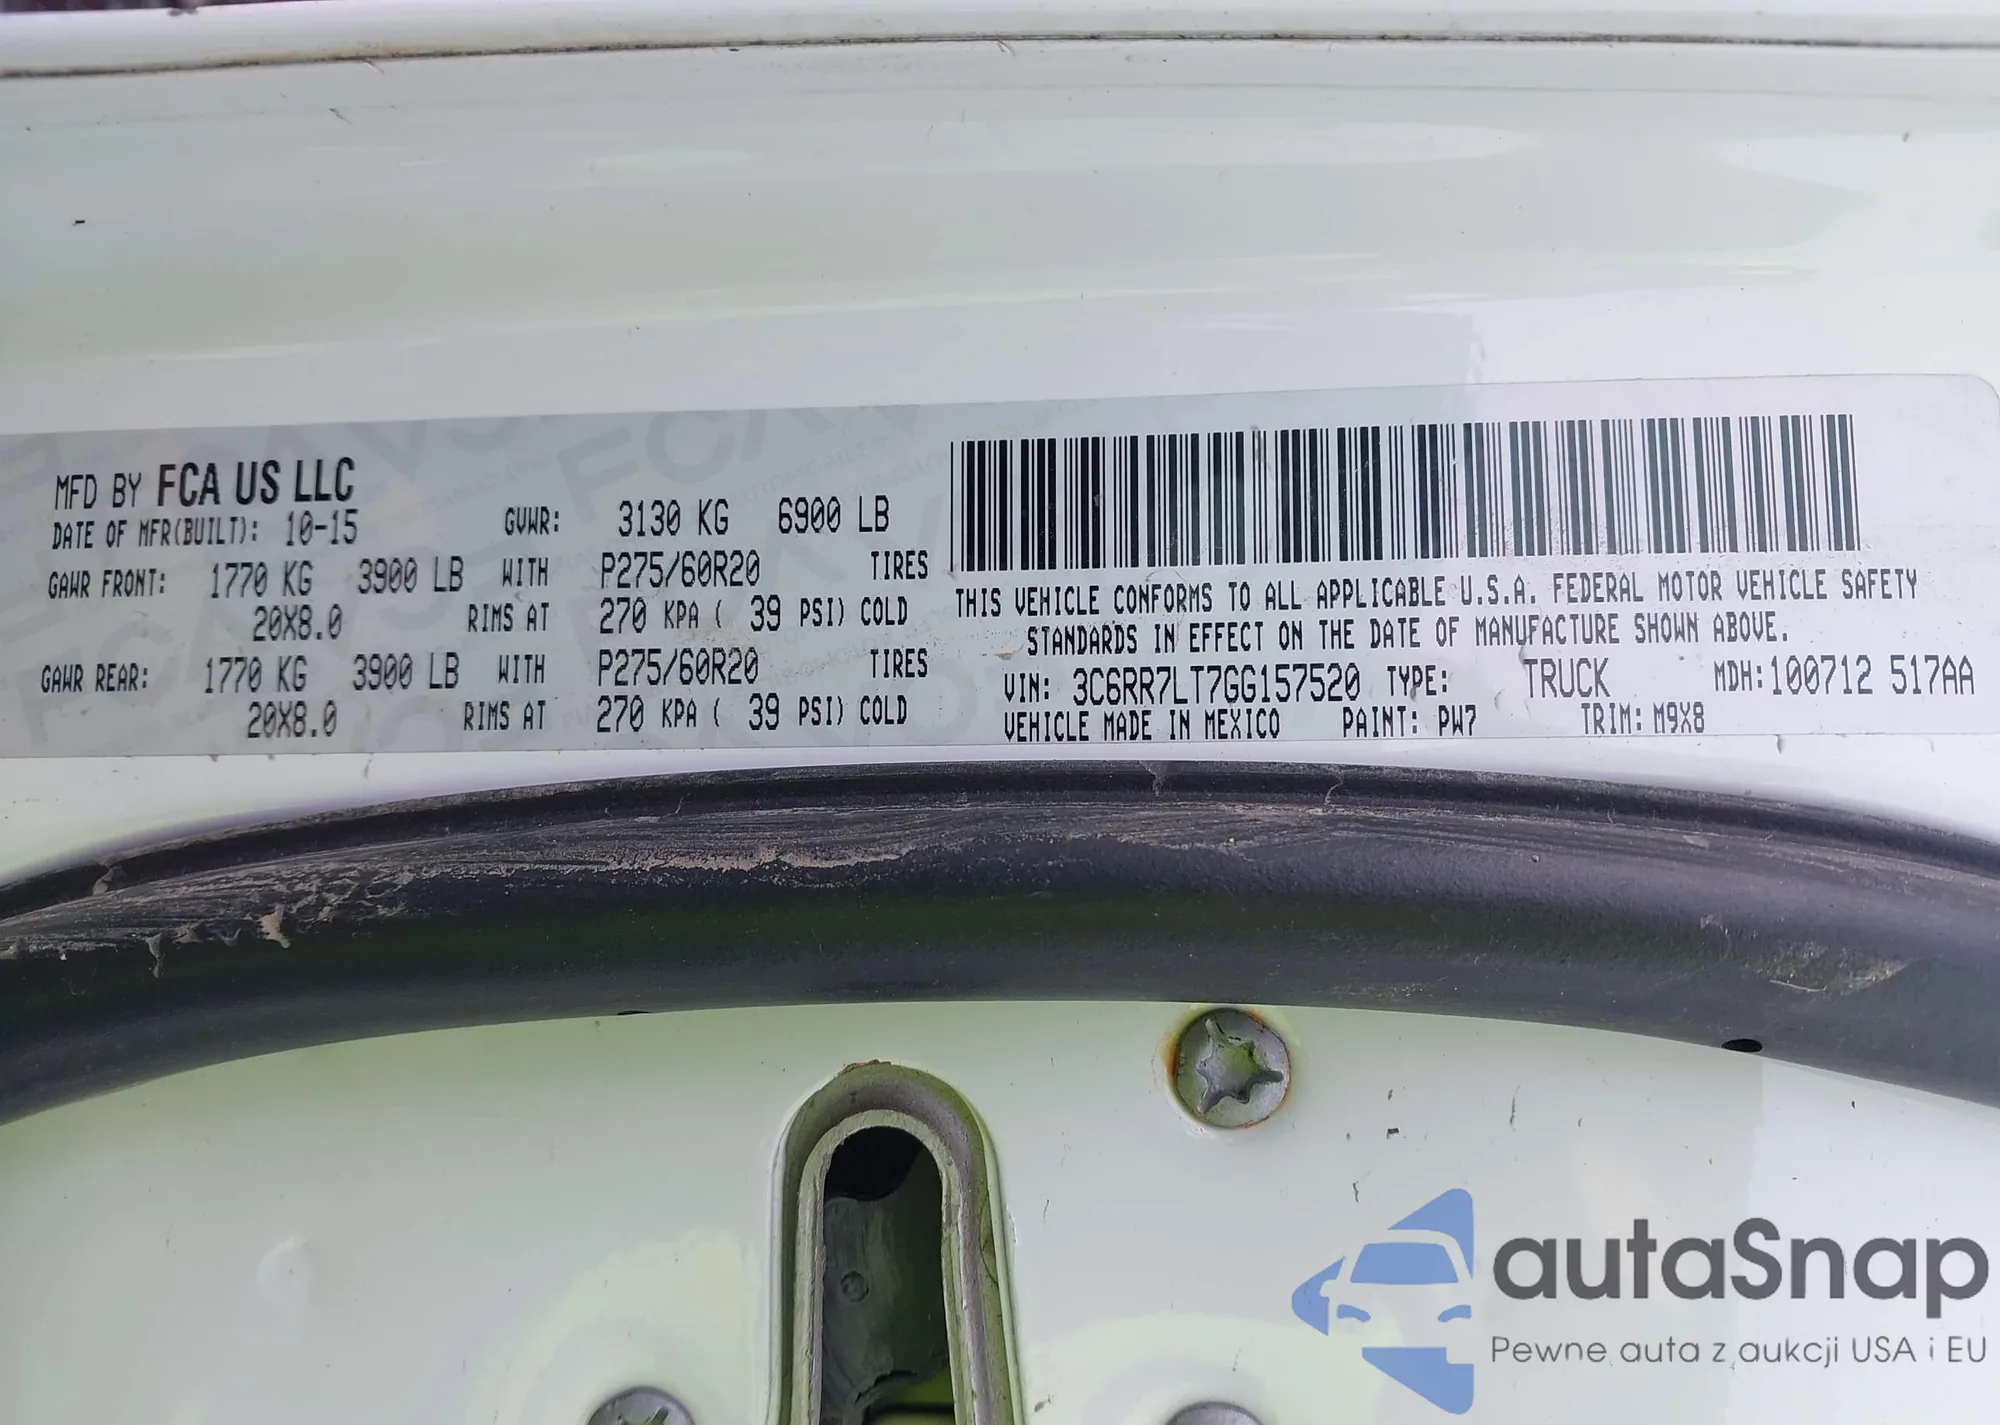 MFD BY FCA US LLC
DATE OF MFR(BUILT): 10-15 GVWR: 3130 KG 6900 LB
GAWR FRONT: 1770 KG 3900 LB WITH P275/60R20 TIRES
20X8.0 RIMS AT 270 KPA ( 39 PSI) COLD
GAWR REAR: 1770 KG 3900 LB WITH P275/60R20 TIRES
20X8.0 RIMS AT 270 KPA ( 39 PSI) COLD
THIS VEHICLE CONFORMS TO ALL APPLICABLE U.S.A. FEDERAL MOTOR VEHICLE SAFETY
STANDARDS IN EFFECT ON THE DATE OF MANUFACTURE SHOWN ABOVE.
VIN: 3C6RR7LT7GG157520 TYPE: TRUCK MDH:100712 517AA
VEHICLE MADE IN MEXICO PAINT: PW7 TRIM: M9X8
autaSnap
Pewne auta z aukcji USA i EU